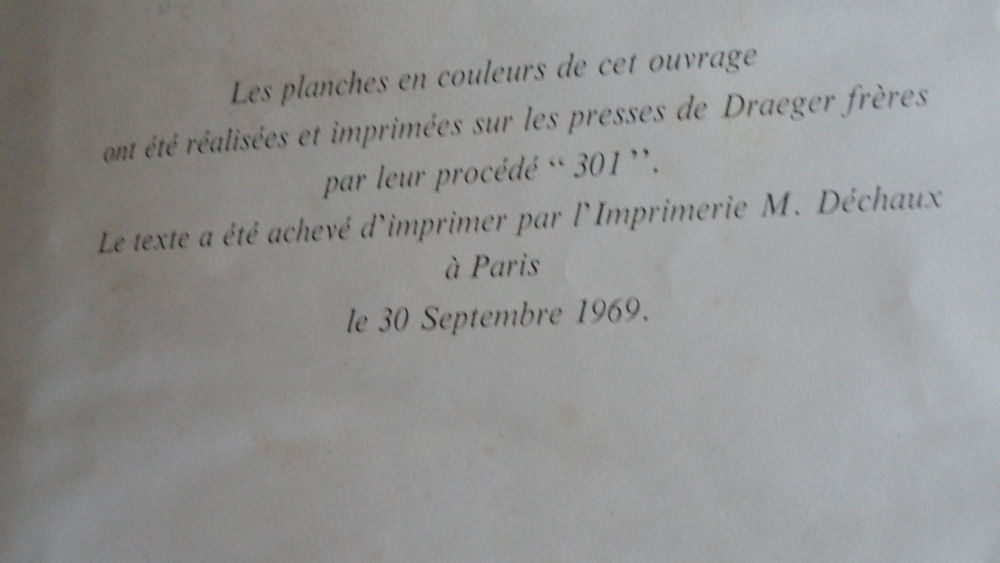 Les planches en couleurs de cet ouvrage
ont été réalisées et imprimées sur les presses de Draeger frères
par leur procédé “ 301 ”.
Le texte a été achevé d'imprimer par l'Imprimerie M. Déchaux
à Paris
le 30 Septembre 1969.